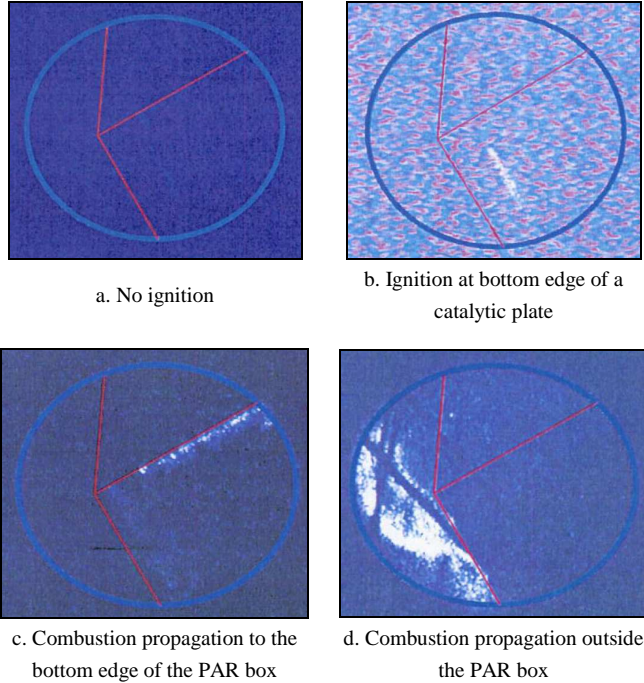 a. No ignition
b. Ignition at bottom edge of a
catalytic plate
c. Combustion propagation to the
bottom edge of the PAR box
d. Combustion propagation outside
the PAR box